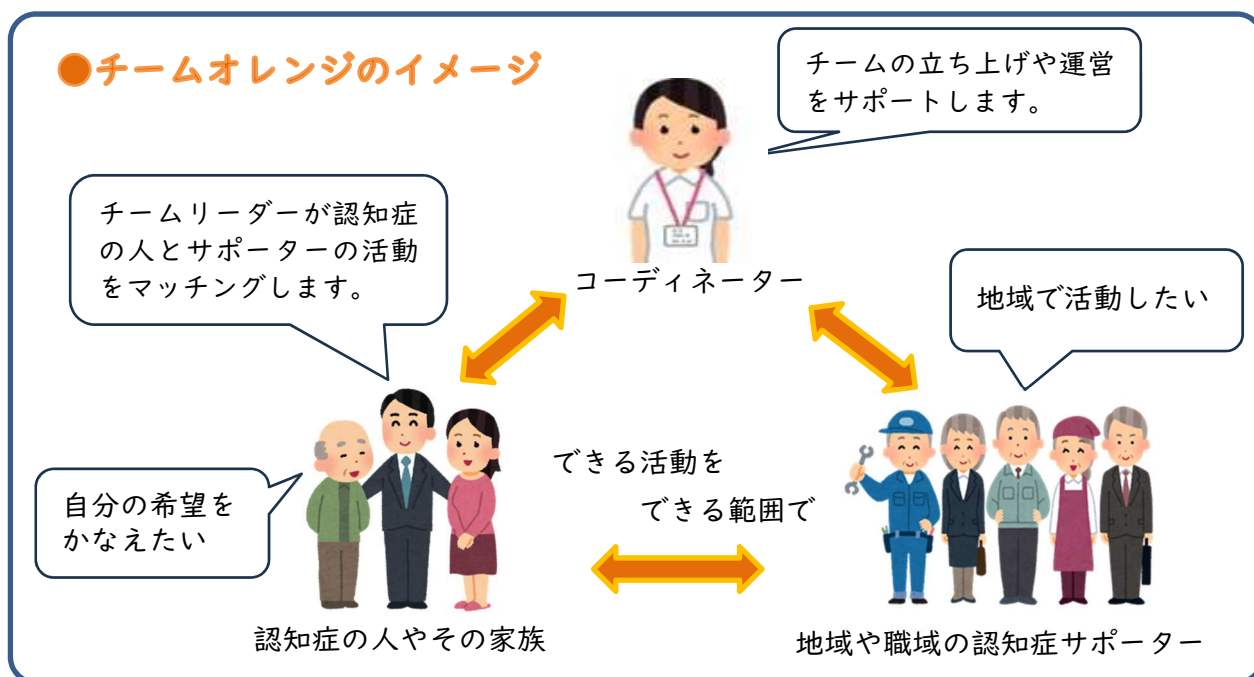 ●チームオレンジのイメージ
チームの立ち上げや運営
をサポートします。
チームリーダーが認知症
の人とサポーターの活動
をマッチングします。
コーディネーター
地域で活動したい
自分の希望を
かなえたい
できる活動を
できる範囲で
認知症の人やその家族
地域や職域の認知症サポーター